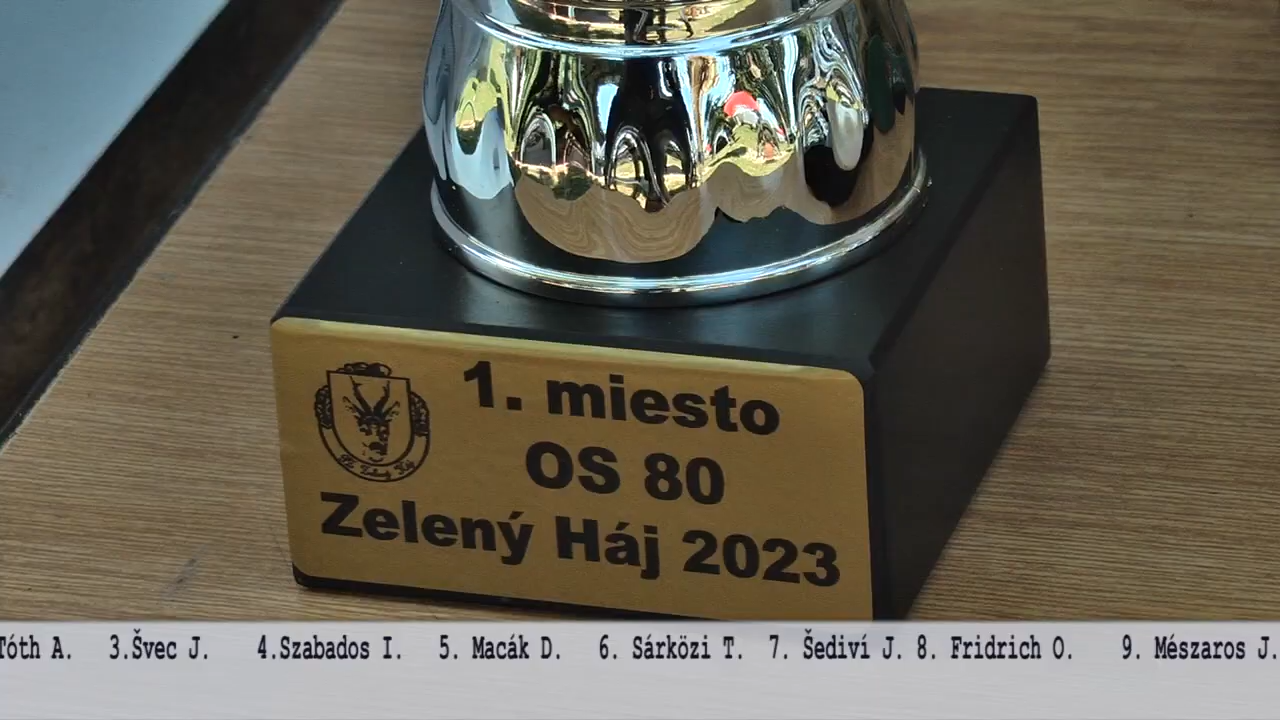 1. miesto
OS 80
Zelený Háj 2023
Tóth A. 3.Švec J. 4.Szabados I. 5. Macák D. 6. Sárközi T. 7. Šediví J. 8. Fridrich O. 9. Mészaros J.